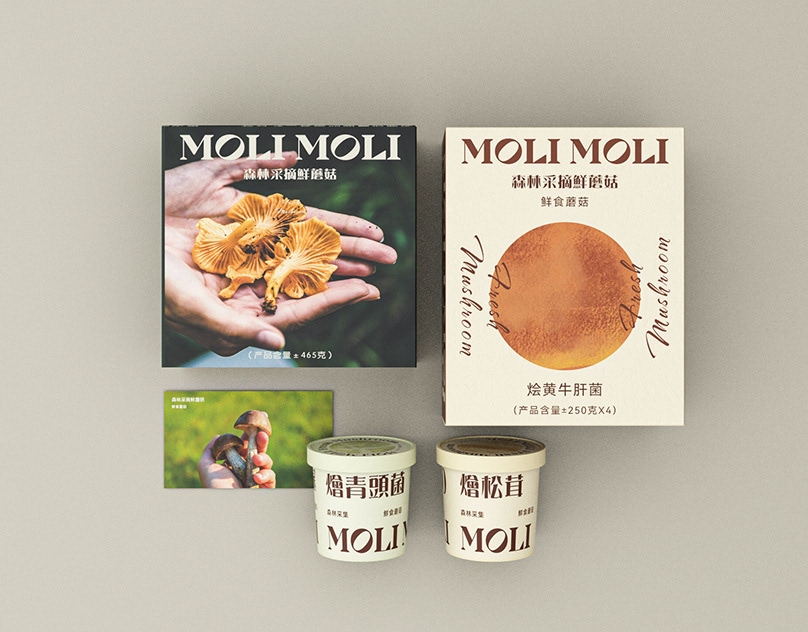 MOLI MOLI
森林采摘鲜蘑菇
（产品含量±465克）
MOLI MOLI
森林采摘鲜蘑菇
鲜食蘑菇
Fresh
Mushroom
Fresh
Mushroom
烩黄牛肝菌
（产品含量±250克X4）
森林采摘鲜蘑菇
鲜食蘑菇
燴青頭菌
森林采集
鲜食蘑菇
MOLI M
燴松茸
森林采集
鲜食蘑
MOLI